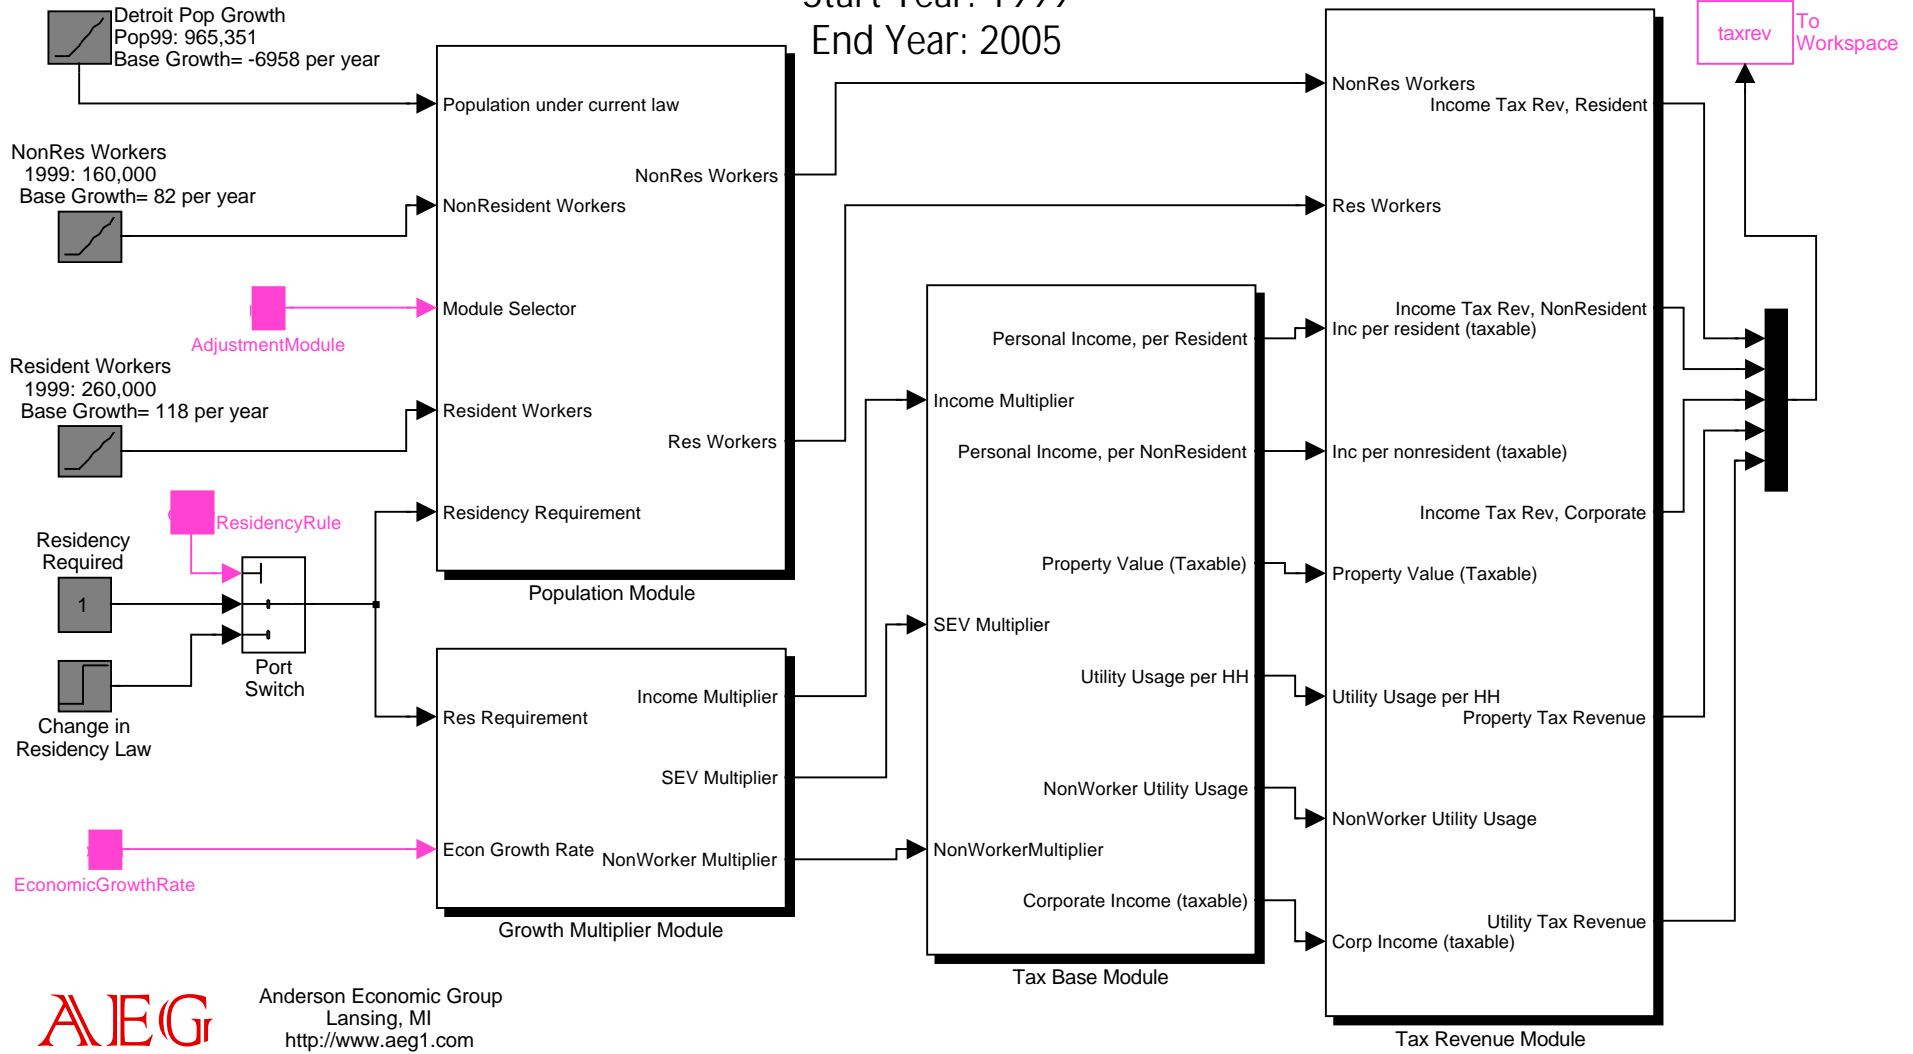 Start Year: 1999
End Year: 2005
Detroit Pop Growth
Pop99: 965,351
Base Growth= -6958 per year
NonRes Workers
1999: 160,000
Base Growth= 82 per year
AdjustmentModule
Resident Workers
1999: 260,000
Base Growth= 118 per year
ResidencyRule
Residency
Required
1
Port
Switch
Change in
Residency Law
EconomicGrowthRate
Population under current law
NonRes Workers
NonResident Workers
Module Selector
Resident Workers
Res Workers
Residency Requirement
Population Module
Income Multiplier
Res Requirement
SEV Multiplier
Econ Growth Rate
NonWorker Multiplier
Growth Multiplier Module
Personal Income, per Resident
Income Multiplier
Personal Income, per NonResident
Property Value (Taxable)
SEV Multiplier
Utility Usage per HH
NonWorker Utility Usage
NonWorkerMultiplier
Corporate Income (taxable)
Tax Base Module
NonRes Workers
Income Tax Rev, Resident
Res Workers
Income Tax Rev, NonResident
Inc per resident (taxable)
Inc per nonresident (taxable)
Income Tax Rev, Corporate
Property Value (Taxable)
Utility Usage per HH
Property Tax Revenue
NonWorker Utility Usage
Utility Tax Revenue
Corp Income (taxable)
Tax Revenue Module
taxrev
To
Workspace
AEG
Anderson Economic Group
Lansing, MI
http://www.aeg1.com